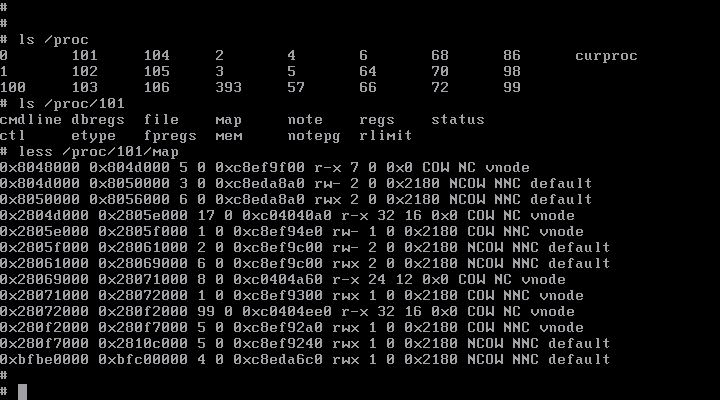 #
#
# ls /proc
0 101 104 2 4 6 68 86 curproc
1 102 105 3 5 64 70 98
100 103 106 393 57 66 72 99
# ls /proc/101
cmdline dbregs file map note regs status
ctl etype fpregs mem notepg rlimit
# less /proc/101/map
0x8048000 0x804d000 5 0 0xc8ef9f00 r-x 7 0 0x0 COW NC vnode
0x804d000 0x8050000 3 0 0xc8eda8a0 rw- 2 0 0x2180 NCOW NNC default
0x8050000 0x8056000 6 0 0xc8eda8a0 rwx 2 0 0x2180 NCOW NNC default
0x2804d000 0x2805e000 17 0 0xc04040a0 r-x 32 16 0x0 COW NC vnode
0x2805e000 0x2805f000 1 0 0xc8ef94e0 rw- 1 0 0x2180 COW NNC vnode
0x2805f000 0x28061000 2 0 0xc8ef9c00 rw- 2 0 0x2180 NCOW NNC default
0x28061000 0x28069000 6 0 0xc8ef9c00 rwx 2 0 0x2180 NCOW NNC default
0x28069000 0x28071000 8 0 0xc0404a60 r-x 24 12 0x0 COW NC vnode
0x28071000 0x28072000 1 0 0xc8ef9300 rwx 1 0 0x2180 COW NNC vnode
0x28072000 0x280f2000 99 0 0xc0404ee0 r-x 32 16 0x0 COW NC vnode
0x280f2000 0x280f7000 5 0 0xc8ef92a0 rwx 1 0 0x2180 COW NNC vnode
0x280f7000 0x2810c000 5 0 0xc8ef9240 rwx 1 0 0x2180 NCOW NNC default
0xbfbe0000 0xbfc00000 4 0 0xc8eda6c0 rwx 1 0 0x2180 NCOW NNC default
#
#